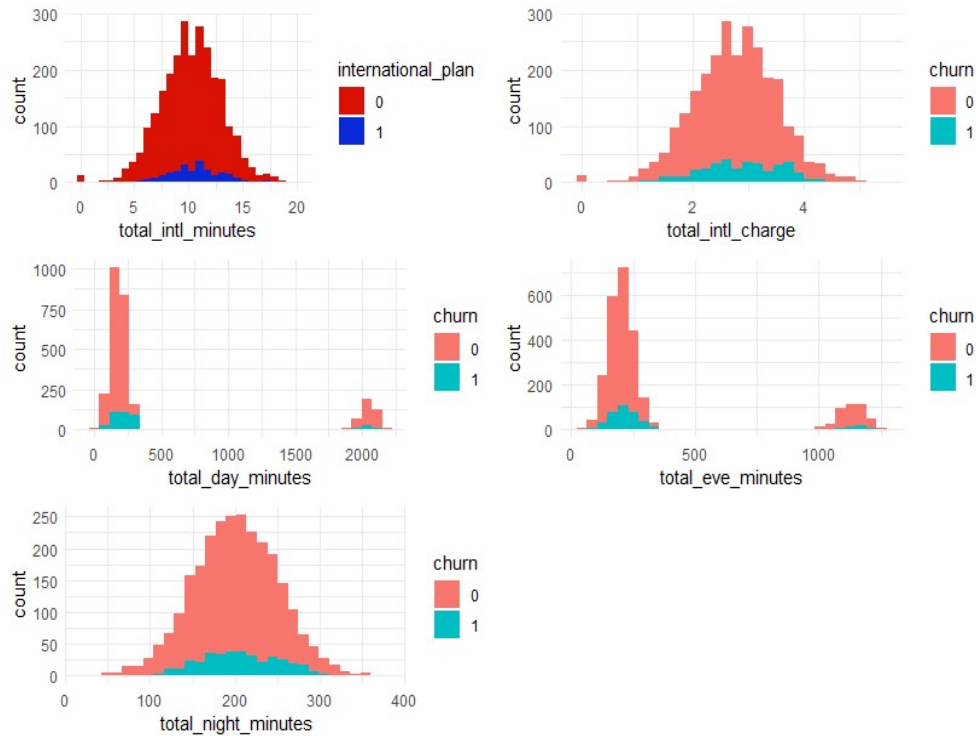 300
200
100
0
count
0 5 10 15 20
total_intl_minutes
international_plan
0
1
300
200
100
0
count
0 2 4
total_intl_charge
churn
0
1
1000
750
500
250
0
count
0 500 1000 1500 2000
total_day_minutes
churn
0
1
600
400
200
0
count
0 500 1000
total_eve_minutes
churn
0
1
250
200
150
100
50
0
count
0 100 200 300 400
total_night_minutes
churn
0
1